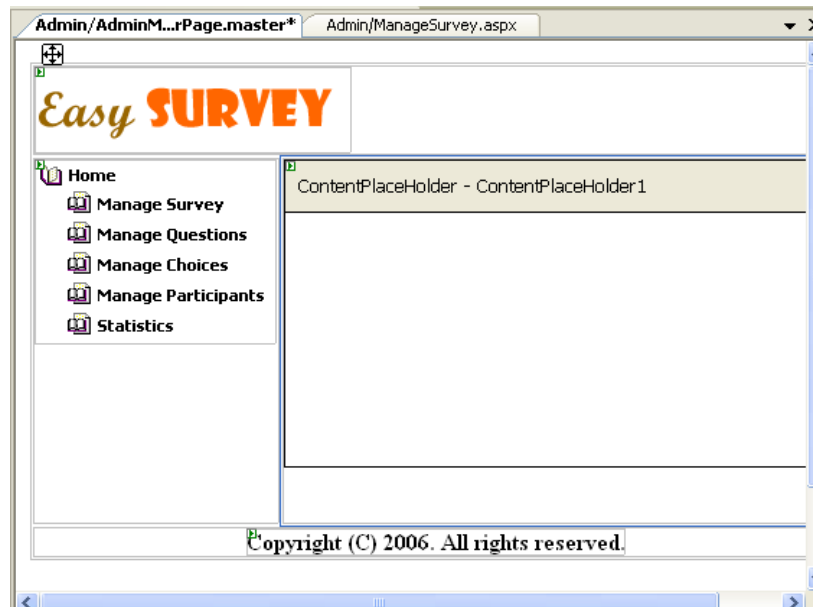 Admin/AdminM...rPage.master* Admin/ManageSurvey.aspx
Easy SURVEY
Home
ContentPlaceHolder - ContentPlaceHolder1
Manage Survey
Manage Questions
Manage Choices
Manage Participants
Statistics
Copyright (C) 2006. All rights reserved.